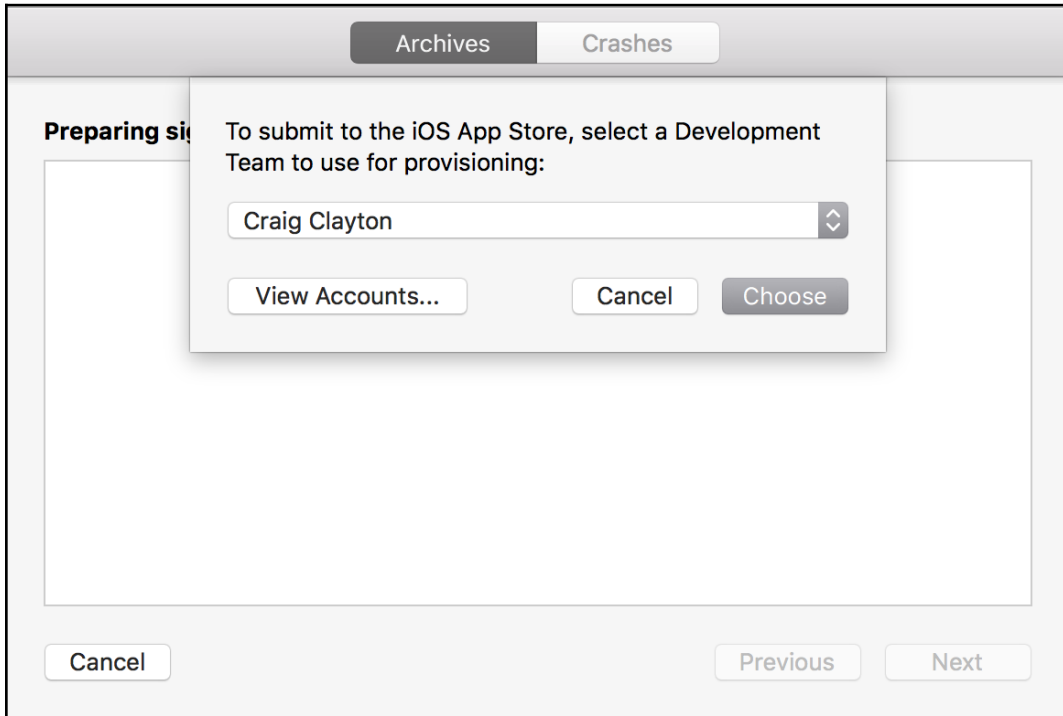 Archives Crashes
Preparing si
To submit to the iOS App Store, select a Development
Team to use for provisioning:
Craig Clayton
View Accounts... Cancel Choose
Cancel Previous Next